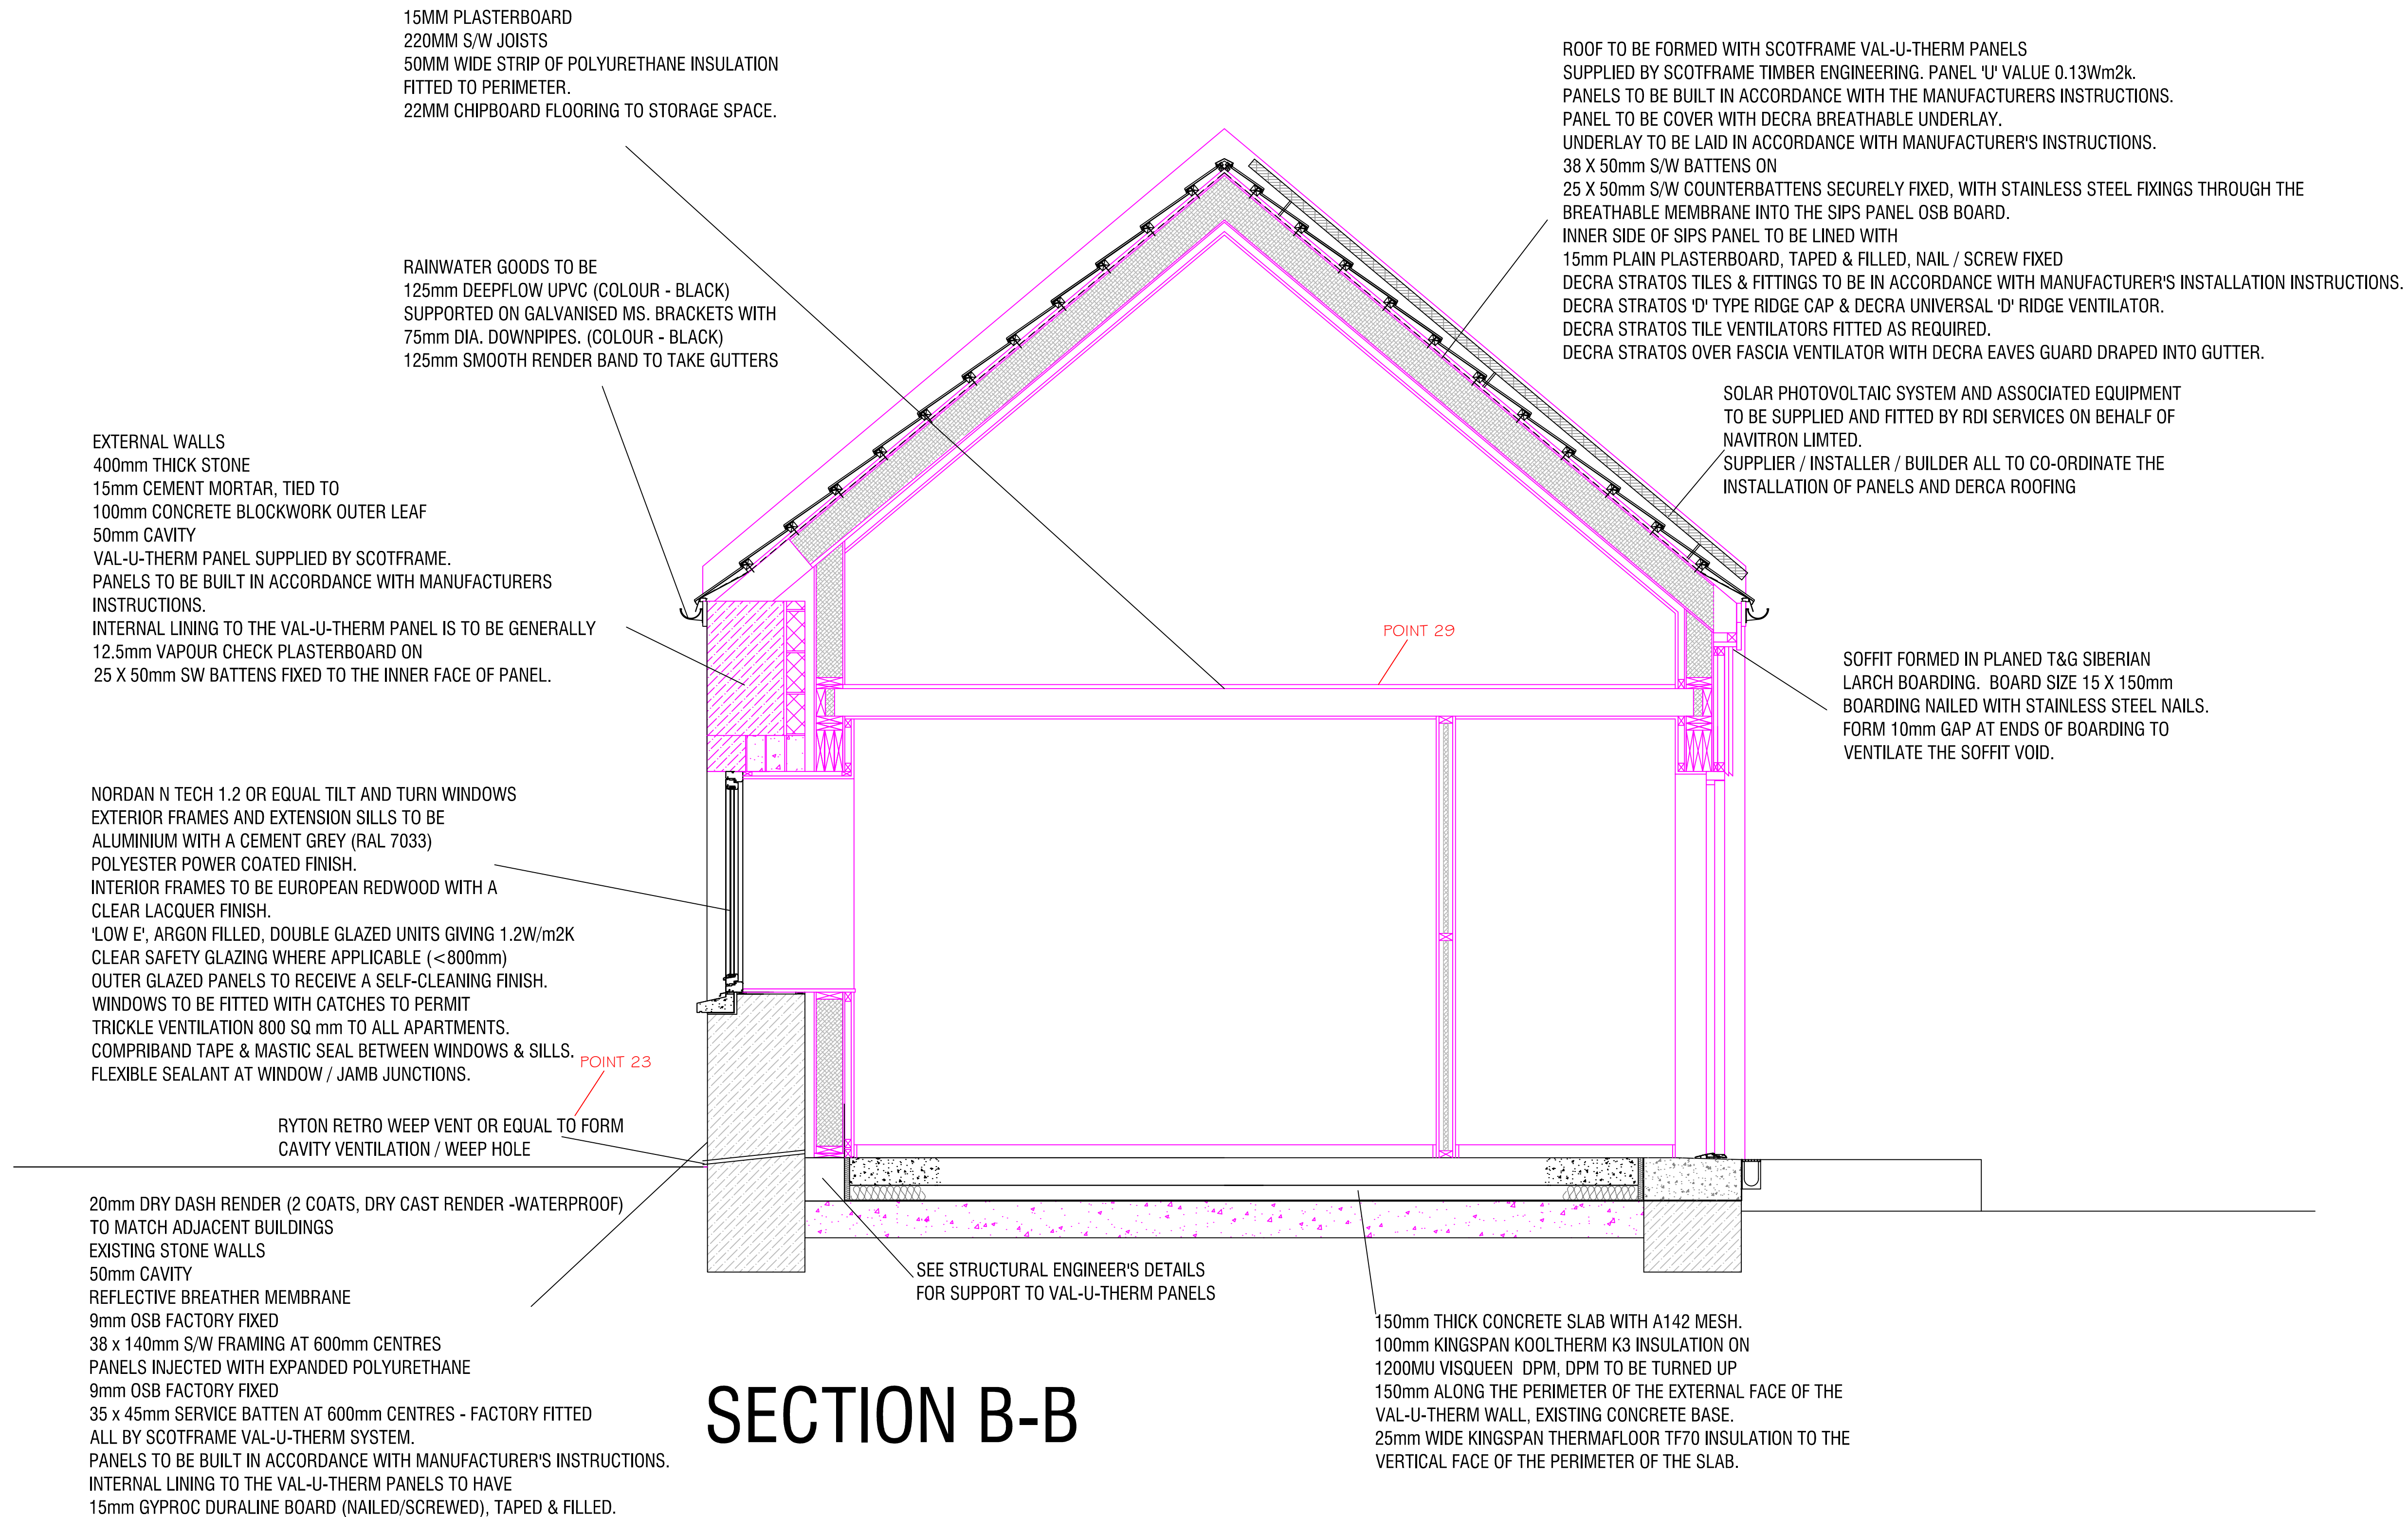 15MM PLASTERBOARD
220MM S/W JOISTS
50MM WIDE STRIP OF POLYURETHANE INSULATION
FITTED TO PERIMETER.
22MM CHIPBOARD FLOORING TO STORAGE SPACE.
ROOF TO BE FORMED WITH SCOTFRAME VAL-U-THERM PANELS
SUPPLIED BY SCOTFRAME TIMBER ENGINEERING. PANEL 'U' VALUE 0.13Wm2k.
PANELS TO BE BUILT IN ACCORDANCE WITH THE MANUFACTURERS INSTRUCTIONS.
PANEL TO BE COVER WITH DECRA BREATHABLE UNDERLAY.
UNDERLAY TO BE LAID IN ACCORDANCE WITH MANUFACTURER'S INSTRUCTIONS.
38 X 50mm S/W BATTENS ON
25 X 50mm S/W COUNTERBATTENS SECURELY FIXED, WITH STAINLESS STEEL FIXINGS THROUGH THE
BREATHABLE MEMBRANE INTO THE SIPS PANEL OSB BOARD.
INNER SIDE OF SIPS PANEL TO BE LINED WITH
15mm PLAIN PLASTERBOARD, TAPED & FILLED, NAIL / SCREW FIXED
DECRA STRATOS TILES & FITTINGS TO BE IN ACCORDANCE WITH MANUFACTURER'S INSTALLATION INSTRUCTIONS.
DECRA STRATOS 'D' TYPE RIDGE CAP & DECRA UNIVERSAL 'D' RIDGE VENTILATOR.
DECRA STRATOS TILE VENTILATORS FITTED AS REQUIRED.
DECRA STRATOS OVER FASCIA VENTILATOR WITH DECRA EAVES GUARD DRAPED INTO GUTTER.
RAINWATER GOODS TO BE
125mm DEEPFLOW UPVC (COLOUR - BLACK)
SUPPORTED ON GALVANISED MS. BRACKETS WITH
75mm DIA. DOWNPIPES. (COLOUR - BLACK)
125mm SMOOTH RENDER BAND TO TAKE GUTTERS
SOLAR PHOTOVOLTAIC SYSTEM AND ASSOCIATED EQUIPMENT
TO BE SUPPLIED AND FITTED BY RDI SERVICES ON BEHALF OF
NAVITRON LIMTED.
SUPPLIER / INSTALLER / BUILDER ALL TO CO-ORDINATE THE
INSTALLATION OF PANELS AND DERCA ROOFING
EXTERNAL WALLS
400mm THICK STONE
15mm CEMENT MORTAR, TIED TO
100mm CONCRETE BLOCKWORK OUTER LEAF
50mm CAVITY
VAL-U-THERM PANEL SUPPLIED BY SCOTFRAME.
PANELS TO BE BUILT IN ACCORDANCE WITH MANUFACTURERS
INSTRUCTIONS.
INTERNAL LINING TO THE VAL-U-THERM PANEL IS TO BE GENERALLY
12.5mm VAPOUR CHECK PLASTERBOARD ON
25 X 50mm SW BATTENS FIXED TO THE INNER FACE OF PANEL.
POINT 29
SOFFIT FORMED IN PLANED T&G SIBERIAN
LARCH BOARDING.  BOARD SIZE 15 X 150mm
BOARDING NAILED WITH STAINLESS STEEL NAILS.
FORM 10mm GAP AT ENDS OF BOARDING TO
VENTILATE THE SOFFIT VOID.
NORDAN N TECH 1.2 OR EQUAL TILT AND TURN WINDOWS
EXTERIOR FRAMES AND EXTENSION SILLS TO BE
ALUMINIUM WITH A CEMENT GREY (RAL 7033)
POLYESTER POWER COATED FINISH.
INTERIOR FRAMES TO BE EUROPEAN REDWOOD WITH A
CLEAR LACQUER FINISH.
'LOW E', ARGON FILLED, DOUBLE GLAZED UNITS GIVING 1.2W/m2K
CLEAR SAFETY GLAZING WHERE APPLICABLE (<800mm)
OUTER GLAZED PANELS TO RECEIVE A SELF-CLEANING FINISH.
WINDOWS TO BE FITTED WITH CATCHES TO PERMIT
TRICKLE VENTILATION 800 SQ mm TO ALL APARTMENTS.
COMPRIBAND TAPE & MASTIC SEAL BETWEEN WINDOWS & SILLS.
FLEXIBLE SEALANT AT WINDOW / JAMB JUNCTIONS.
POINT 23
RYTON RETRO WEEP VENT OR EQUAL TO FORM
CAVITY VENTILATION / WEEP HOLE
20mm DRY DASH RENDER (2 COATS, DRY CAST RENDER -WATERPROOF)
TO MATCH ADJACENT BUILDINGS
EXISTING STONE WALLS
50mm CAVITY
REFLECTIVE BREATHER MEMBRANE
9mm OSB FACTORY FIXED
38 x 140mm S/W FRAMING AT 600mm CENTRES
PANELS INJECTED WITH EXPANDED POLYURETHANE
9mm OSB FACTORY FIXED
35 x 45mm SERVICE BATTEN AT 600mm CENTRES - FACTORY FITTED
ALL BY SCOTFRAME VAL-U-THERM SYSTEM.
PANELS TO BE BUILT IN ACCORDANCE WITH MANUFACTURER'S INSTRUCTIONS.
INTERNAL LINING TO THE VAL-U-THERM PANELS TO HAVE
15mm GYPROC DURALINE BOARD (NAILED/SCREWED), TAPED & FILLED.
SEE STRUCTURAL ENGINEER'S DETAILS
FOR SUPPORT TO VAL-U-THERM PANELS
150mm THICK CONCRETE SLAB WITH A142 MESH.
100mm KINGSPAN KOOLTHERM K3 INSULATION ON
1200MU VISQUEEN  DPM, DPM TO BE TURNED UP
150mm ALONG THE PERIMETER OF THE EXTERNAL FACE OF THE
VAL-U-THERM WALL, EXISTING CONCRETE BASE.
25mm WIDE KINGSPAN THERMAFLOOR TF70 INSULATION TO THE
VERTICAL FACE OF THE PERIMETER OF THE SLAB.
SECTION B-B